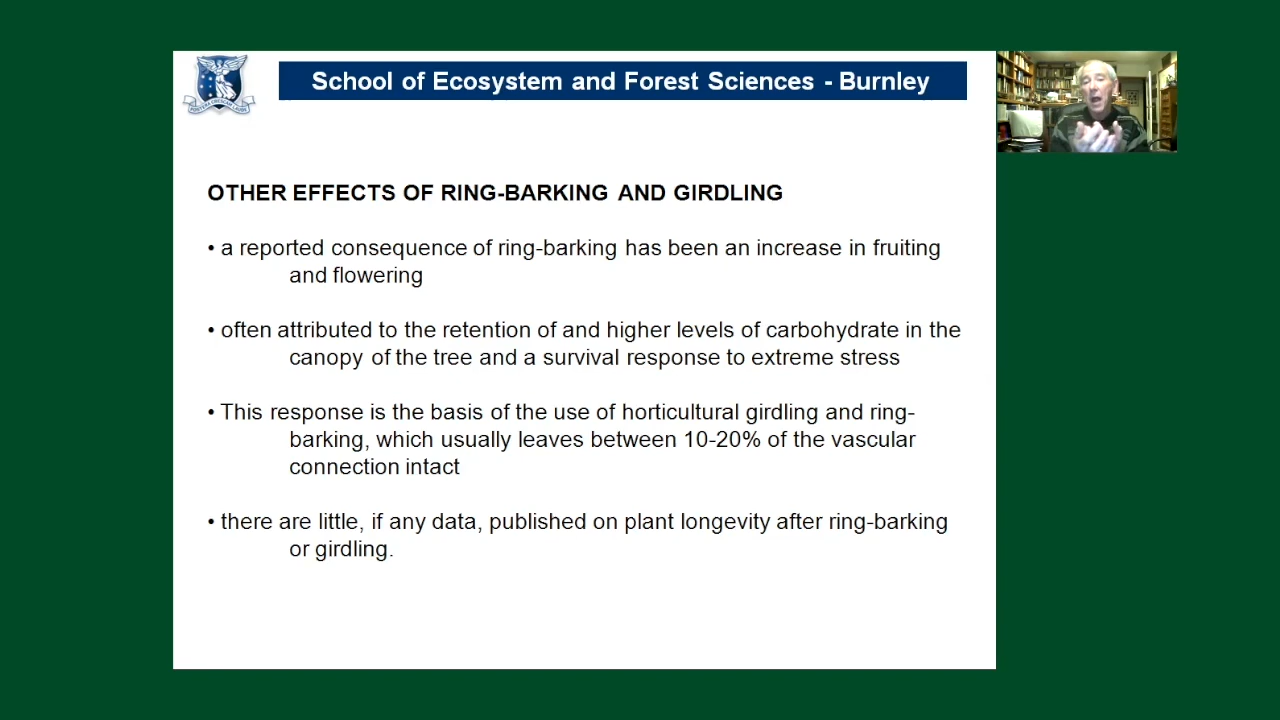 School of Ecosystem and Forest Sciences - Burnley
POSTERA CRESCAM LAUDE
OTHER EFFECTS OF RING-BARKING AND GIRDLING
• a reported consequence of ring-barking has been an increase in fruiting
and flowering
• often attributed to the retention of and higher levels of carbohydrate in the
canopy of the tree and a survival response to extreme stress
• This response is the basis of the use of horticultural girdling and ring-
barking, which usually leaves between 10-20% of the vascular
connection intact
• there are little, if any data, published on plant longevity after ring-barking
or girdling.